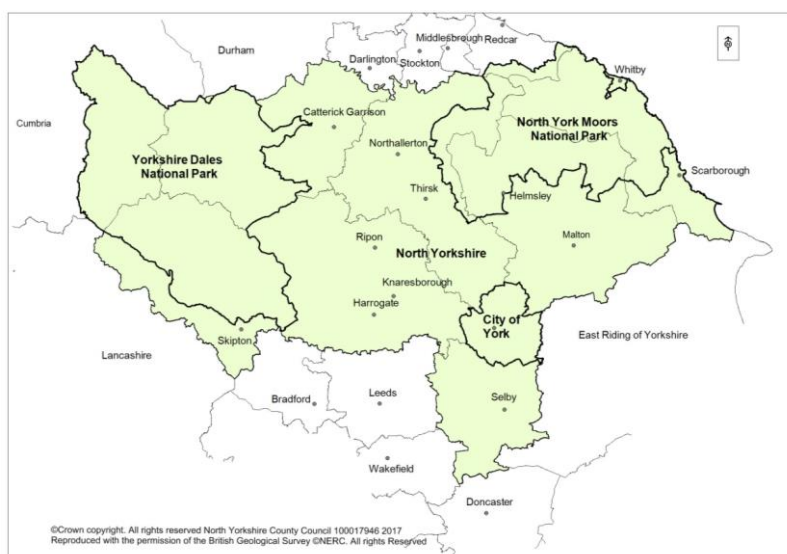 Redcar
Middlesbrough
Durham
Darlington
Stockton
Whitby
Catterick Garrison
Cumbria
North York Moors
National Park
Northallerton
Yorkshire Dales
National Park
Scarborough
Thirsk
Helmsley
Ripon
North Yorkshire
Malton
Knaresborough
Harrogate
City of
York
East Riding of Yorkshire
Skipton
Lancashire
Bradford
Leeds
Selby
Wakefield
Doncaster
©Crown copyright. All rights reserved North Yorkshire County Council 100017946 2017
Reproduced with the permission of the British Geological Survey ©NERC. All rights Reserved